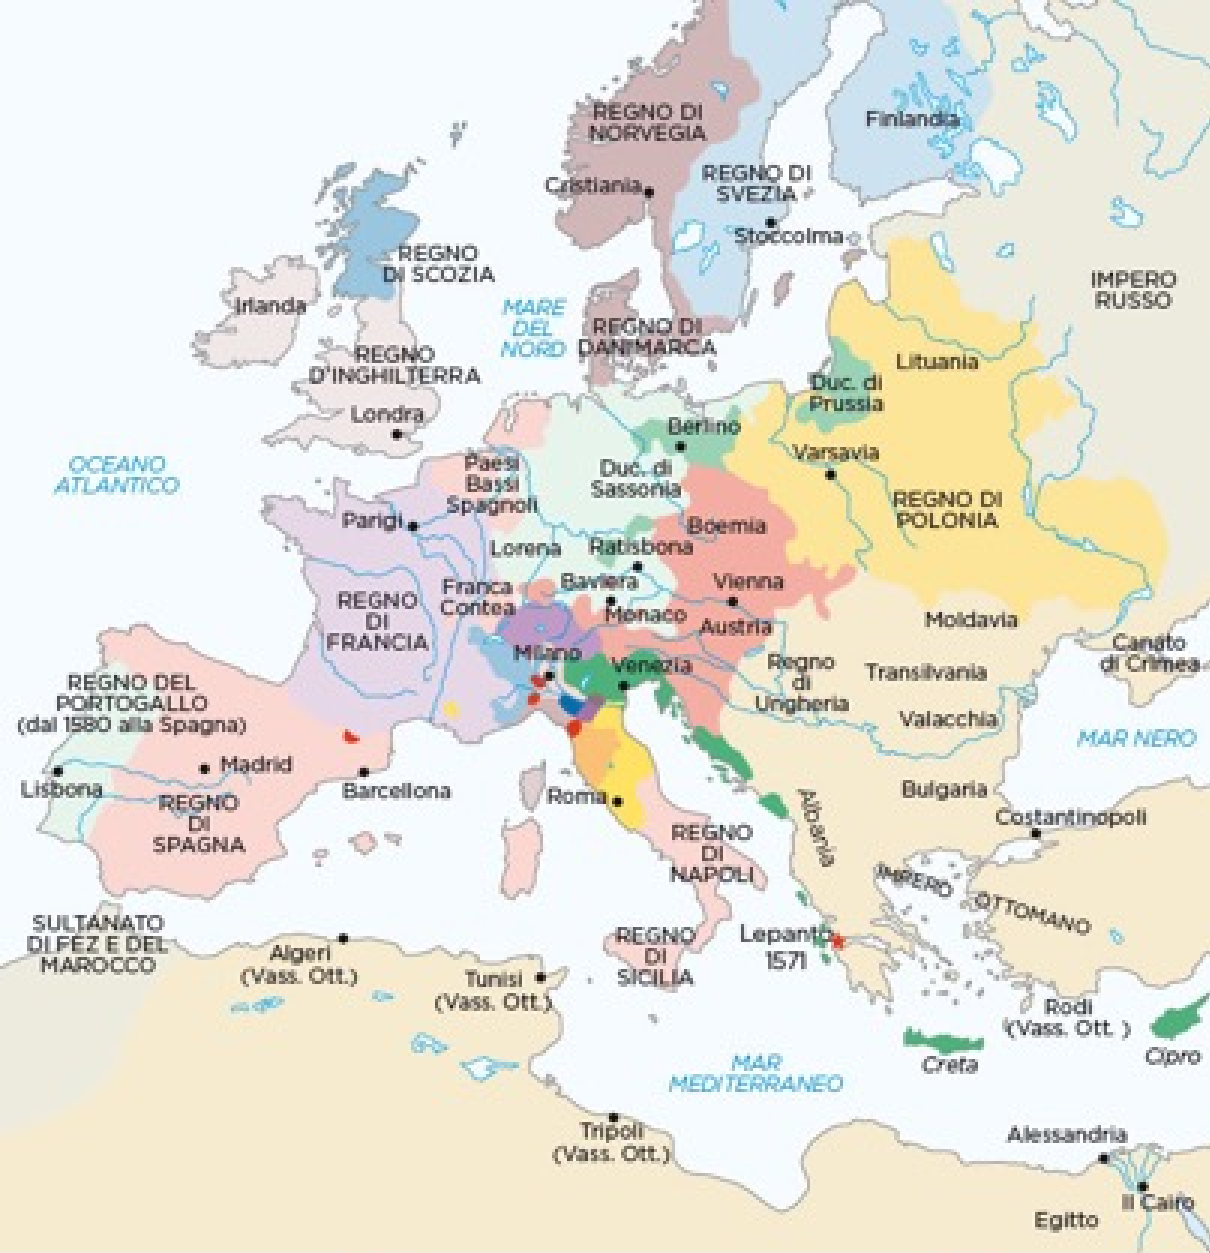 REGNO DI
NORVEGIA
Finlandia
Cristiania
REGNO DI
SVEZIA
Stoccolma
REGNO
DI SCOZIA
IMPERO
RUSSO
Irlanda
MARE
DEL
NORD
REGNO DI
DANIMARCA
REGNO
D'INGHILTERRA
Lituania
Duc. di
Prussia
Londra
Berlino
Varsavia
OCEANO
ATLANTICO
Paesi
Bassi
Spagnoli
Duc. di
Sassonia
REGNO DI
POLONIA
Parigi
Boemia
Lorena
Ratisbona
Franca
Contea
Baviera
Vienna
REGNO
DI
FRANCIA
Monaco
Austria
Moldavia
Canato
di Crimea
Milano
Venezia
Regno
di
Ungheria
Transilvania
REGNO DEL
PORTOGALLO
(dal 1580 alla Spagna)
Valacchia
MAR NERO
Madrid
Lisbona
Barcellona
Roma
Bulgaria
REGNO
DI
SPAGNA
Albania
Costantinopoli
REGNO
DI
NAPOLI
IMPERO
OTTOMANO
SULTANATO
DI FEZ E DEL
MAROCCO
Algeri
(Vass. Ott.)
Tunisi
(Vass. Ott.)
REGNO
DI
SICILIA
Lepanto
1571
Rodi
(Vass. Ott. )
Creta
Cipro
MAR
MEDITERRANEO
Tripoli
(Vass. Ott.)
Alessandria
Il Cairo
Egitto